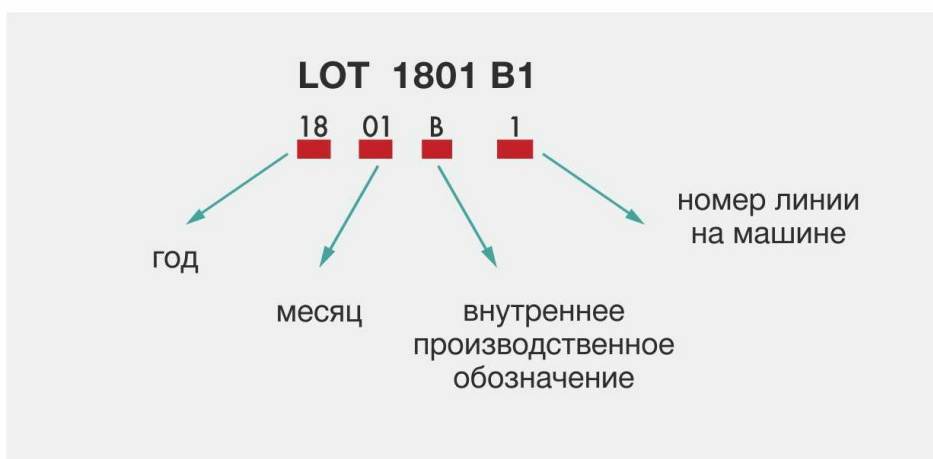 LOT 1801 B1
18 01 B 1
номер линии
на машине
год
месяц
внутреннее
производственное
обозначение